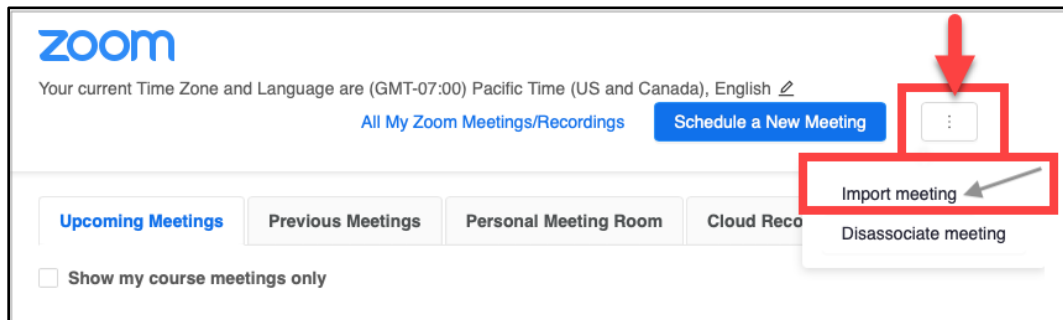 zoom
Your current Time Zone and Language are (GMT-07:00) Pacific Time (US and Canada), English
All My Zoom Meetings/Recordings
Schedule a New Meeting
Import meeting
Upcoming Meetings
Previous Meetings
Personal Meeting Room
Cloud Reco
Disassociate meeting
Show my course meetings only